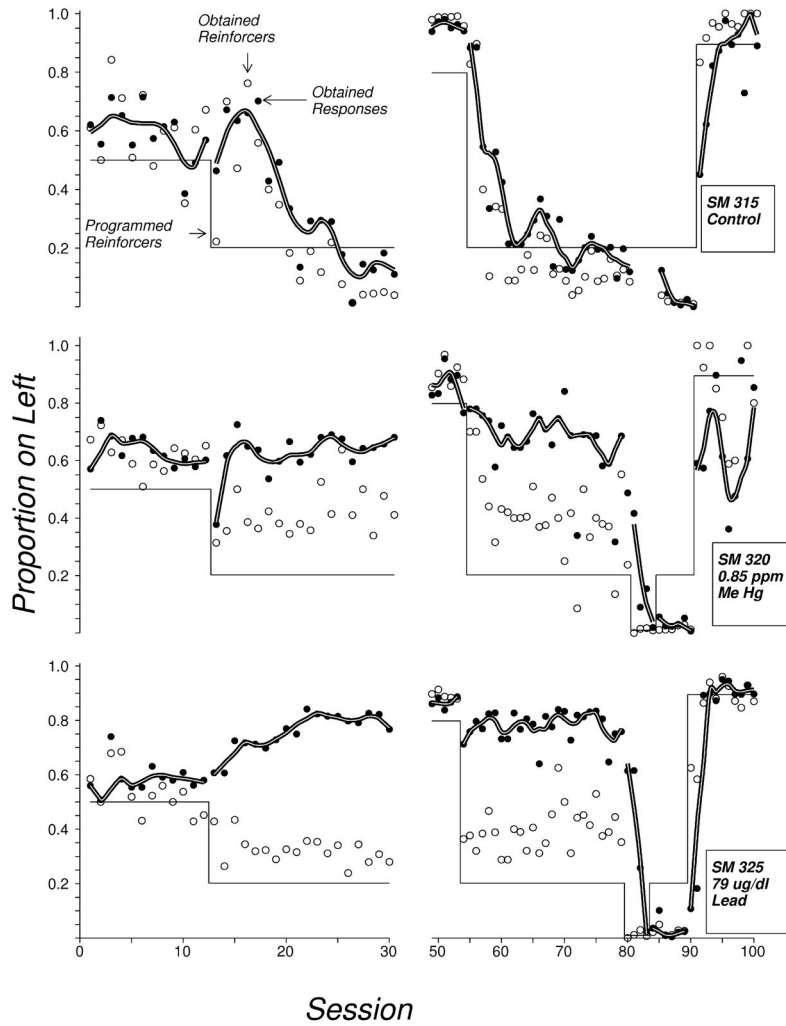 1.0
0.8
0.6
0.4
0.2
Obtained
Reinforcers
Obtained
Responses
Programmed
Reinforcers
SM 315
Control
1.0
0.8
0.6
0.4
0.2
Proportion on Left
SM 320
0.85 ppm
Me Hg
1.0
0.8
0.6
0.4
0.2
SM 325
79 ug/dl
Lead
0 10 20 30 50 60 70 80 90 100
Session